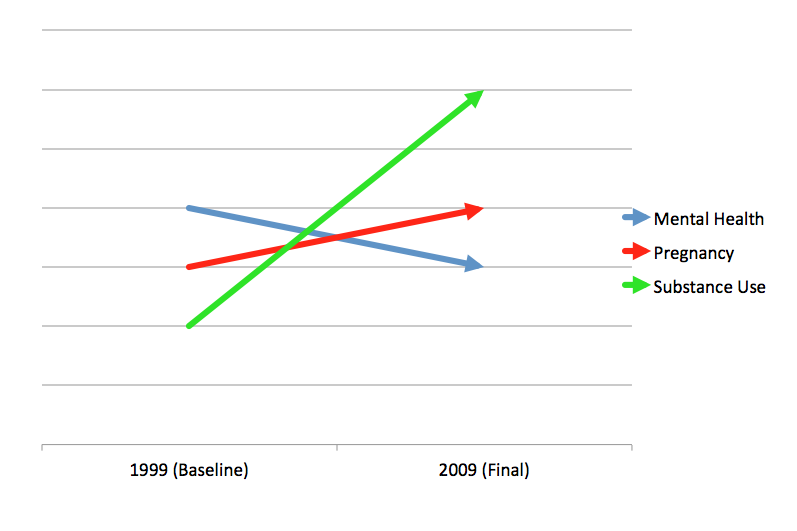 Mental Health
Pregnancy
Substance Use
1999 (Baseline)
2009 (Final)